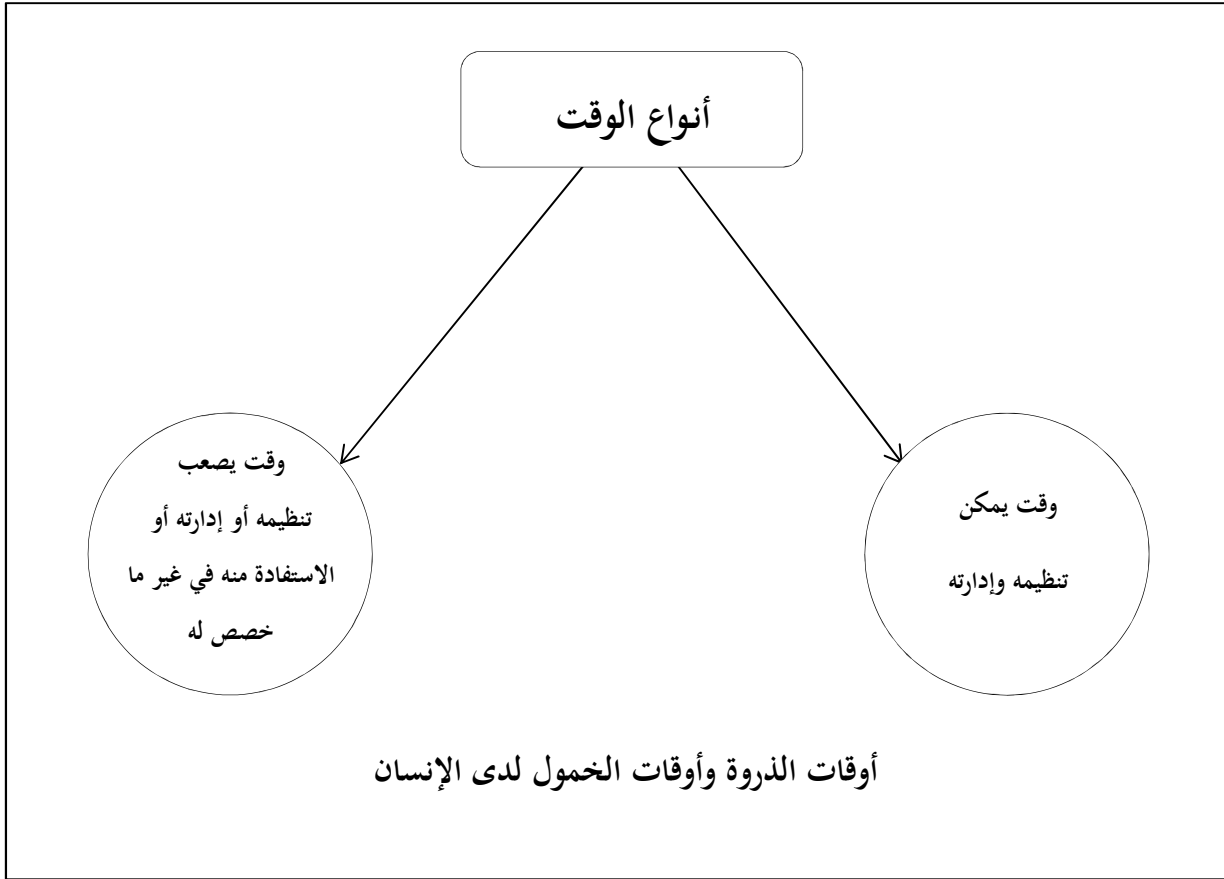 أنواع الوقت
وقت يمكن
تنظيمه وإدارته
وقت يصعب
تنظيمه أو إدارته أو
الاستفادة منه في غير ما
خصص له
أوقات الذروة وأوقات الخمول لدى الإنسان